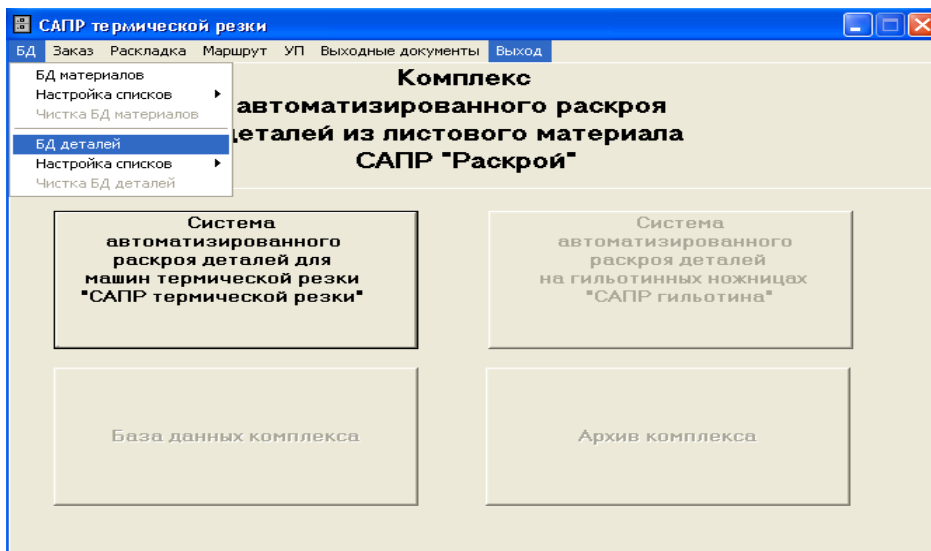 САПР термической резки
БД Заказ Раскладка Маршрут УП Выходные документы Выход
БД материалов
Настройка списков
Чистка БД материалов
БД деталей
Настройка списков
Чистка БД деталей
Комплекс
автоматизированного раскроя
деталей из листового материала
САПР "Раскрой"
Система
автоматизированного
раскроя деталей для
машин термической резки
"САПР термической резки"
Система
автоматизированного
раскроя деталей
на гильотинных ножницах
"САПР гильотина"
База данных комплекса
Архив комплекса